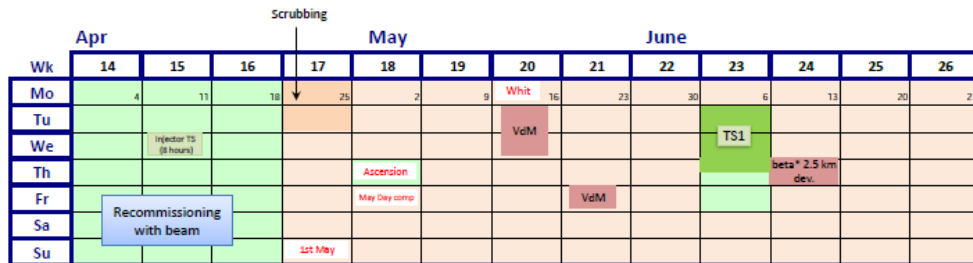 Scrubbing
Apr May June
Wk 14 15 16 17 18 19 20 21 22 23 24 25 26
Mo 4 11 18 25 2 9 Whit 16 23 30 6 13 20
Tu
VdM TS1
We Injector TS
(8 hours)
Th Ascension beta* 2.5 km
dev.
Fr May Day comp VdM
Recommissioning
with beam
Sa
Su 1st May